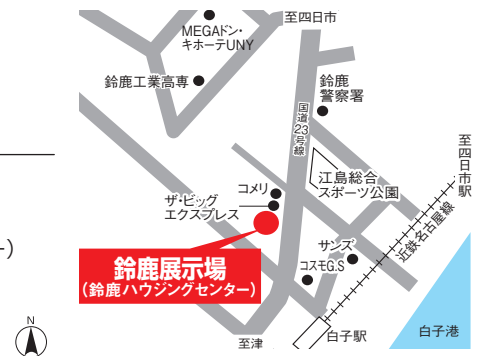 至四日市
MEGAドン・
キホーテUNY
鈴鹿工業高専
鈴鹿
警察署
国道23号線
至四日市駅
江島総合
スポーツ公園
コメリ
ザ・ビッグ
エクスプレス
近鉄名古屋線
サンズ
コスモG.S
鈴鹿展示場
(鈴鹿ハウジングセンター)
ー)
N
至津
白子駅
白子港